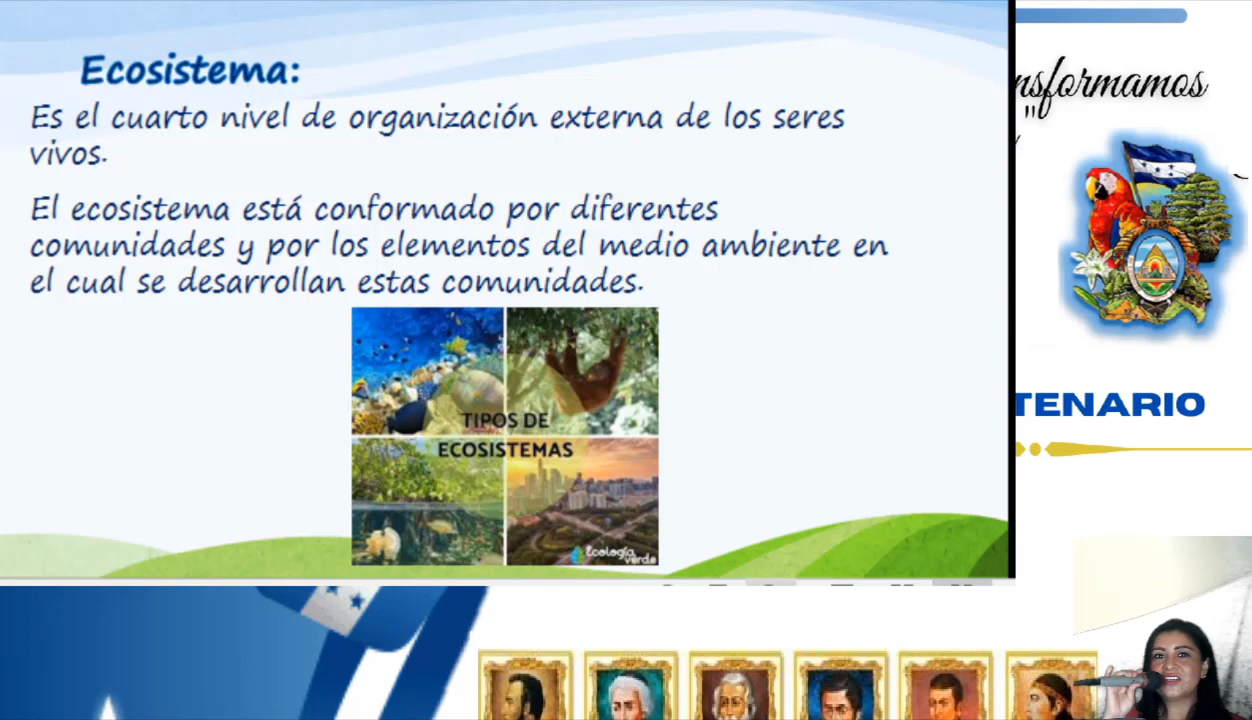 Ecosistema:
Es el cuarto nivel de organización externa de los seres
vivos.
El ecosistema está conformado por diferentes
comunidades y por los elementos del medio ambiente en
el cual se desarrollan estas comunidades.
TIPOS DE
ECOSISTEMAS
Ecología
verde
nsformamos
"
TENARIO